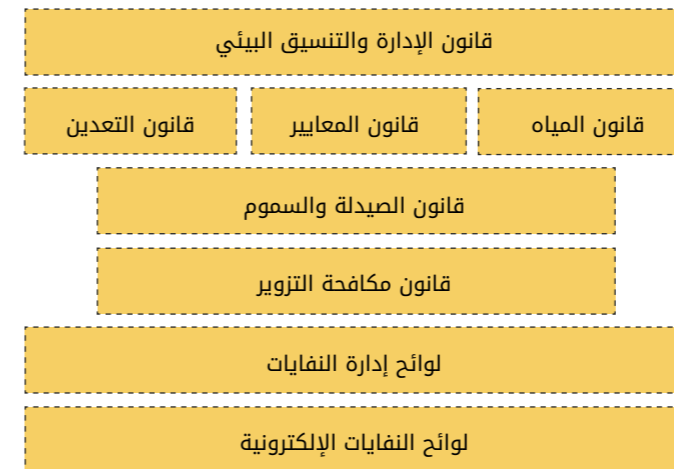 قانون الإدارة والتنسيق البيئي
قانون المياه
قانون المعايير
قانون التعدين
قانون الصيدلة والسموم
قانون مكافحة التزوير
لوائح إدارة النفايات
لوائح النفايات الإلكترونية